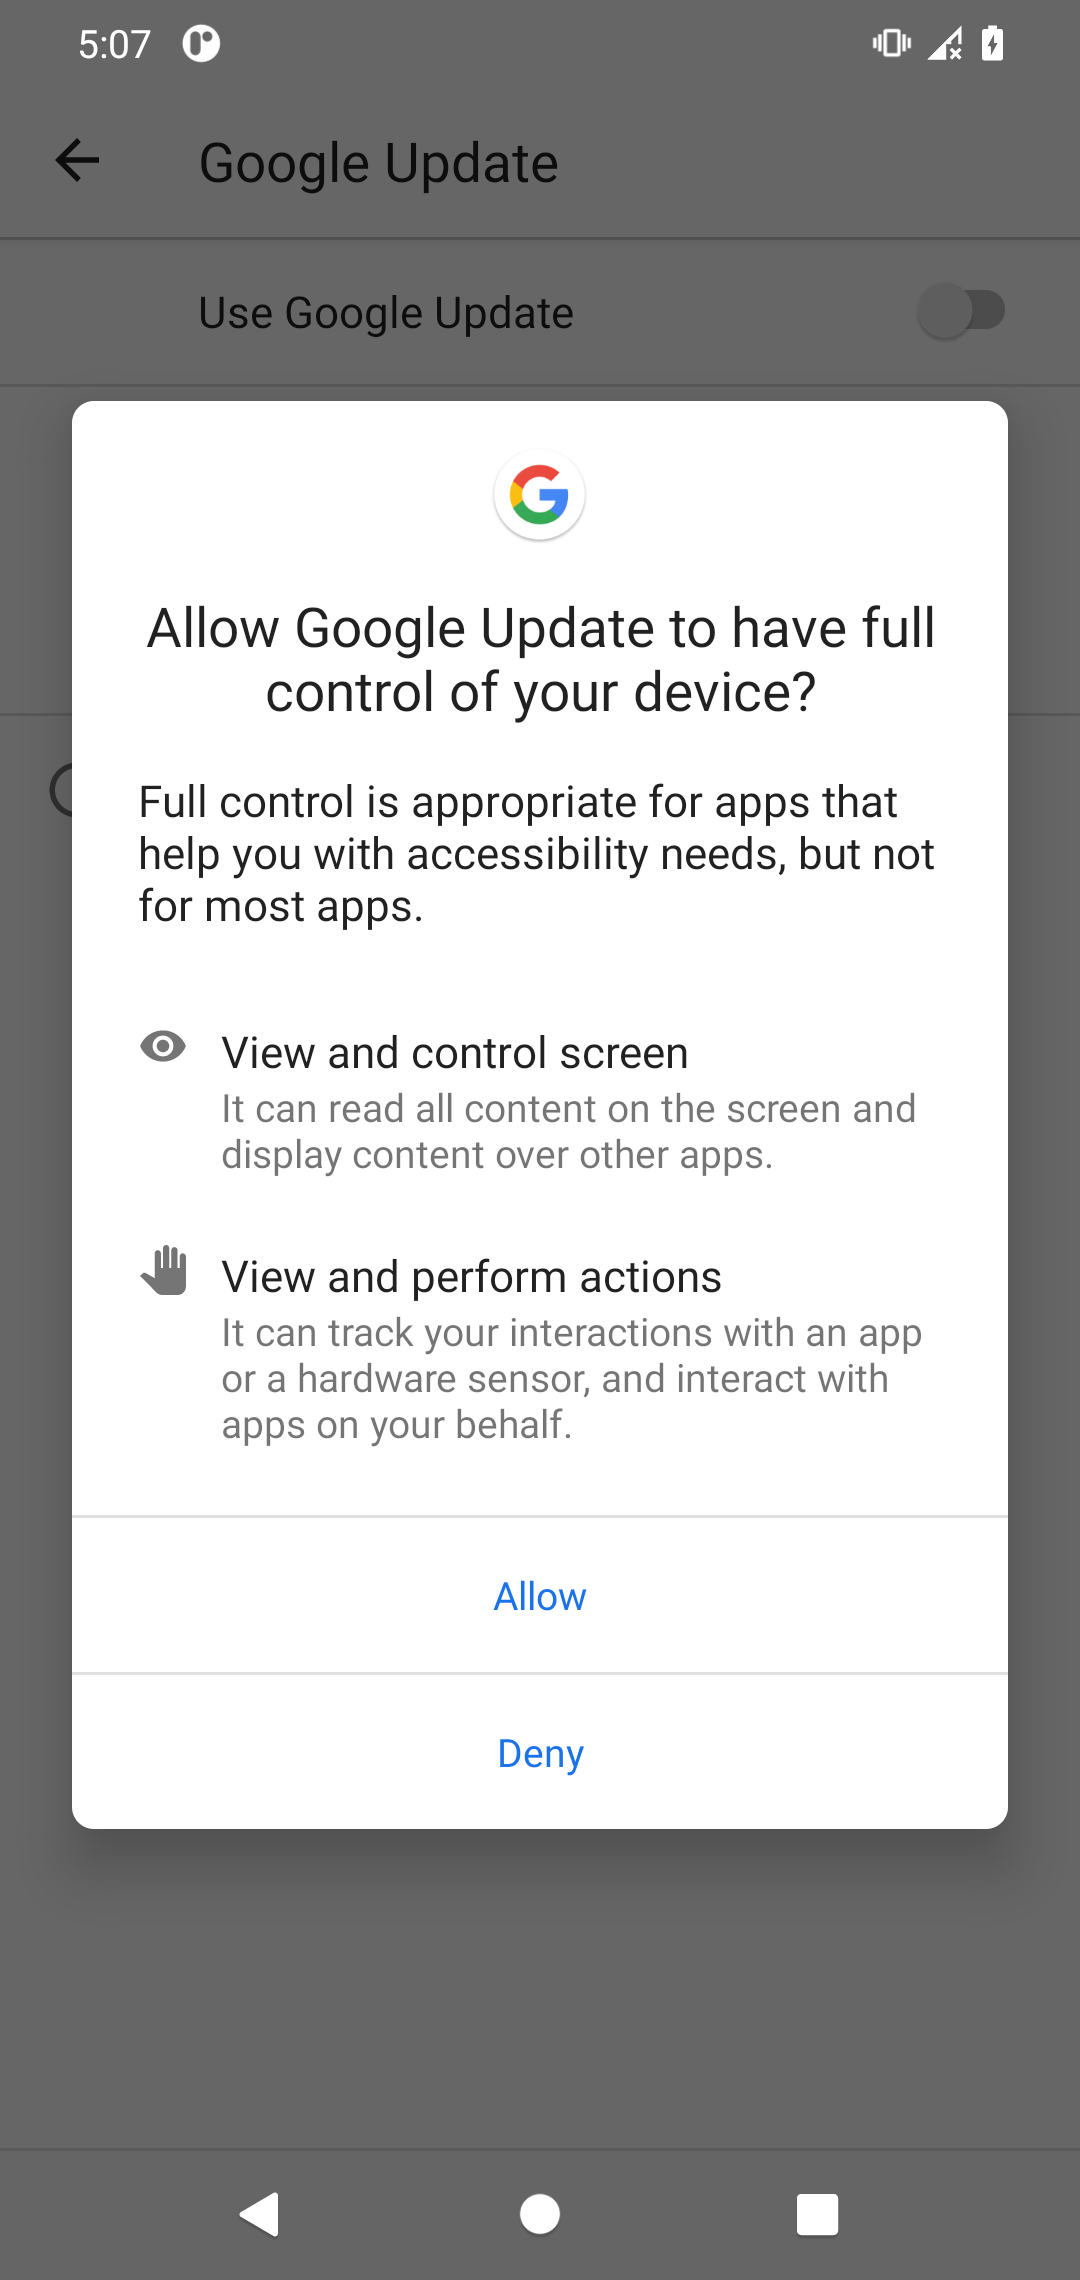 5:07
Google Update
Use Google Update
Allow Google Update to have full
control of your device?
Full control is appropriate for apps that
help you with accessibility needs, but not
for most apps.
View and control screen
It can read all content on the screen and
display content over other apps.
View and perform actions
It can track your interactions with an app
or a hardware sensor, and interact with
apps on your behalf.
Allow
Deny